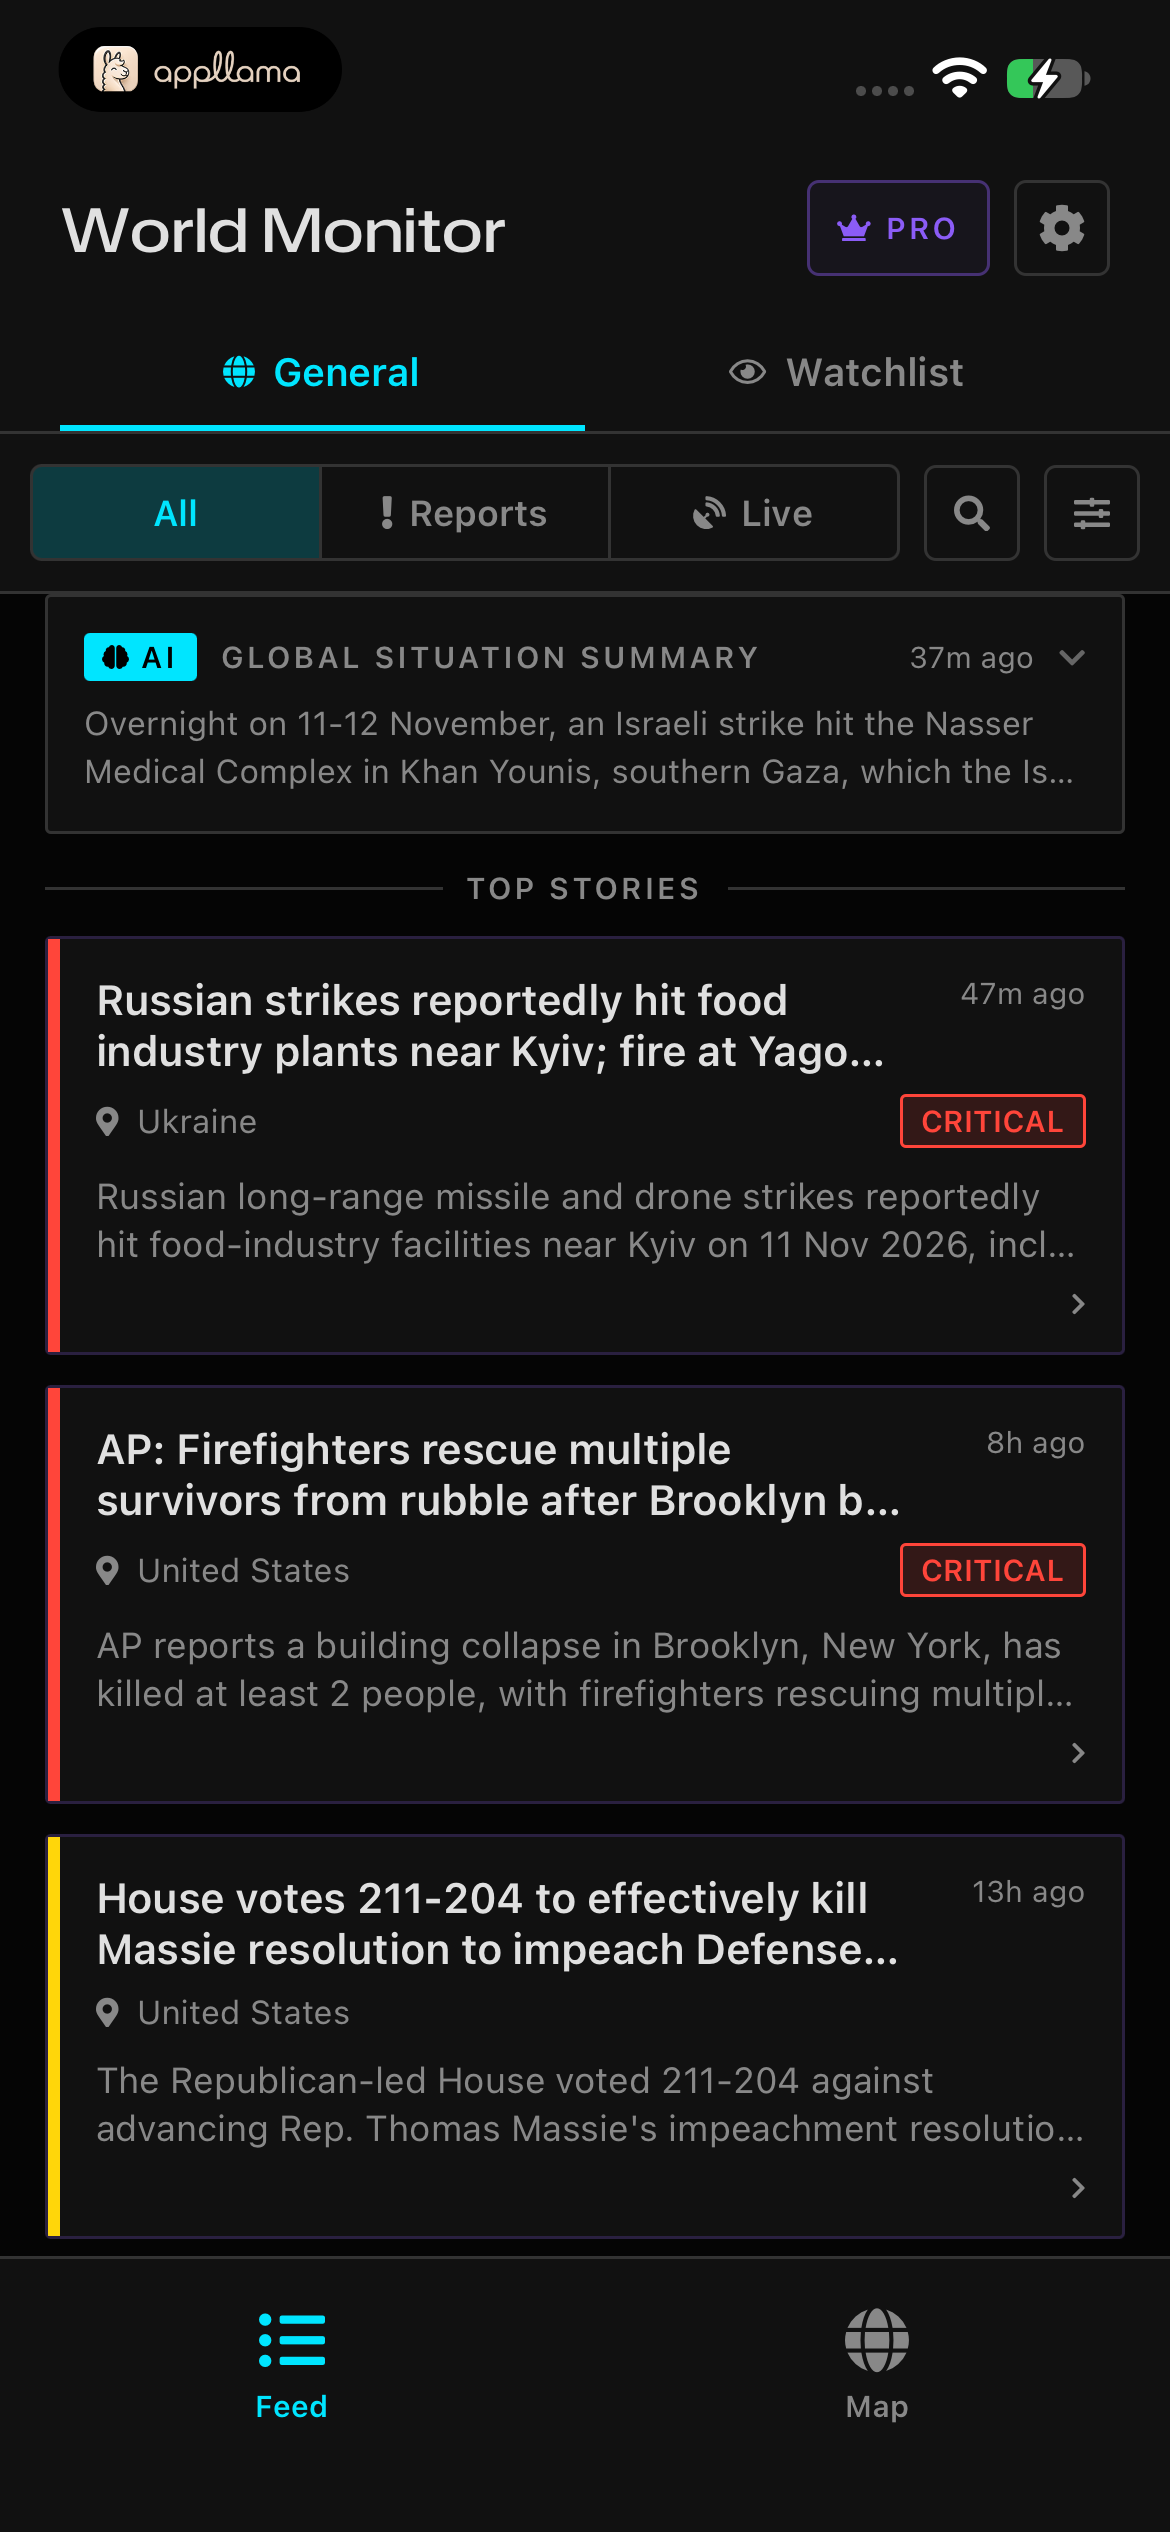 appllama
World Monitor
PRO
General
Watchlist
All
Reports
Live
AI GLOBAL SITUATION SUMMARY 37m ago
Overnight on 11-12 November, an Israeli strike hit the Nasser
Medical Complex in Khan Younis, southern Gaza, which the Is...
TOP STORIES
Russian strikes reportedly hit food
47m ago
industry plants near Kyiv; fire at Yago...
Ukraine
CRITICAL
Russian long-range missile and drone strikes reportedly
hit food-industry facilities near Kyiv on 11 Nov 2026, incl...
AP: Firefighters rescue multiple
8h ago
survivors from rubble after Brooklyn b...
United States
CRITICAL
AP reports a building collapse in Brooklyn, New York, has
killed at least 2 people, with firefighters rescuing multipl...
House votes 211-204 to effectively kill
13h ago
Massie resolution to impeach Defense...
United States
The Republican-led House voted 211-204 against
advancing Rep. Thomas Massie's impeachment resolutio...
Feed
Map